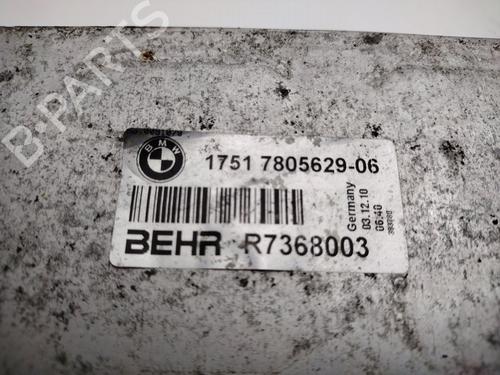 B-PARTS
BMW
1751 7805629-06
BEHR R7368003
Germany
03.12.10
06:40